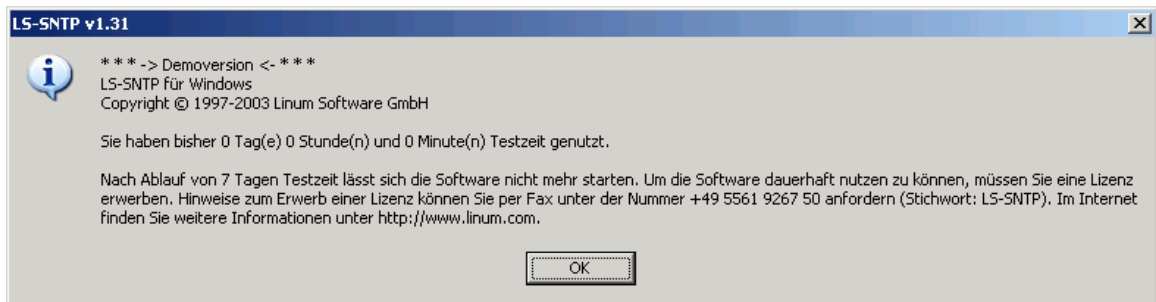 LS-SNTP v1.31
* * * -> Demoversion <- * * *
LS-SNTP für Windows
Copyright © 1997-2003 Linum Software GmbH
Sie haben bisher 0 Tag(e) 0 Stunde(n) und 0 Minute(n) Testzeit genutzt.
Nach Ablauf von 7 Tagen Testzeit lässt sich die Software nicht mehr starten. Um die Software dauerhaft nutzen zu können, müssen Sie eine Lizenz
erwerben. Hinweise zum Erwerb einer Lizenz können Sie per Fax unter der Nummer +49 5561 9267 50 anfordern (Stichwort: LS-SNTP). Im Internet
finden Sie weitere Informationen unter http://www.linum.com.
OK